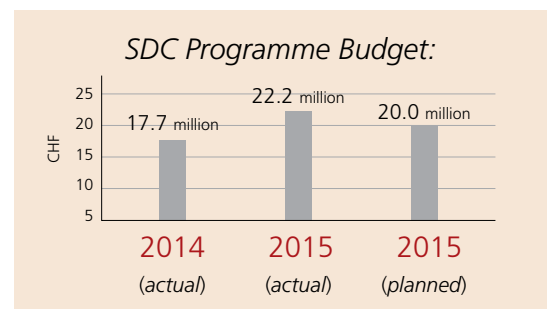 SDC Programme Budget:
CHF
25
20
15
10
5
17.7 million
22.2 million
20.0 million
2014
(actual)
2015
(actual)
2015
(planned)